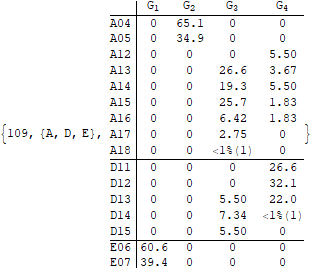 G1 G2 G3 G4
A04 0 65.1 0 0
A05 0 34.9 0 0
A12 0 0 0 5.50
A13 0 0 26.6 3.67
A14 0 0 19.3 5.50
A15 0 0 25.7 1.83
A16 0 0 6.42 1.83
{109, {A, D, E}, A17 0 0 2.75 0 }
A18 0 0 <1%(1) 0
D11 0 0 0 26.6
D12 0 0 0 32.1
D13 0 0 5.50 22.0
D14 0 0 7.34 <1%(1)
D15 0 0 5.50 0
E06 60.6 0 0 0
E07 39.4 0 0 0